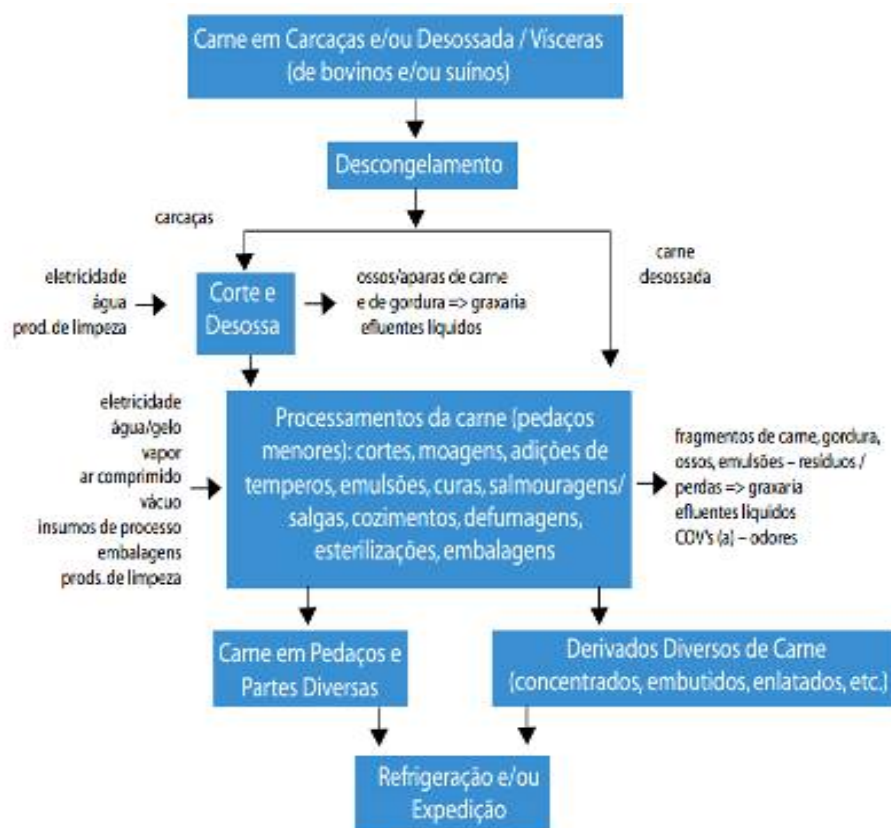 Carne em Carcaças e/ou Desossada / Vísceras
(de bovinos e/ou suínos)
Descongelamento
carcaças
carne
desossada
eletricidade
água
prod. de limpeza
Corte e
Desossa
ossos/aparas de carne
e de gordura => graxaria
efluentes líquidos
eletricidade
água/gelo
vapor
ar comprimido
vácuo
insumos de processo
embalagens
prods. de limpeza
Processamentos da carne (pedaços
menores): cortes, moagens, adições de
temperos, emulsões, curas, salmouragens/
salgas, cozimentos, defumagens,
esterilizações, embalagens
fragmentos de carne, gordura,
ossos, emulsões – resíduos /
perdas => graxaria
efluentes líquidos
COV's (a) – odores
Carne em Pedaços e
Partes Diversas
Derivados Diversos de Carne
(concentrados, embutidos, enlatados, etc.)
Refrigeração e/ou
Expedição